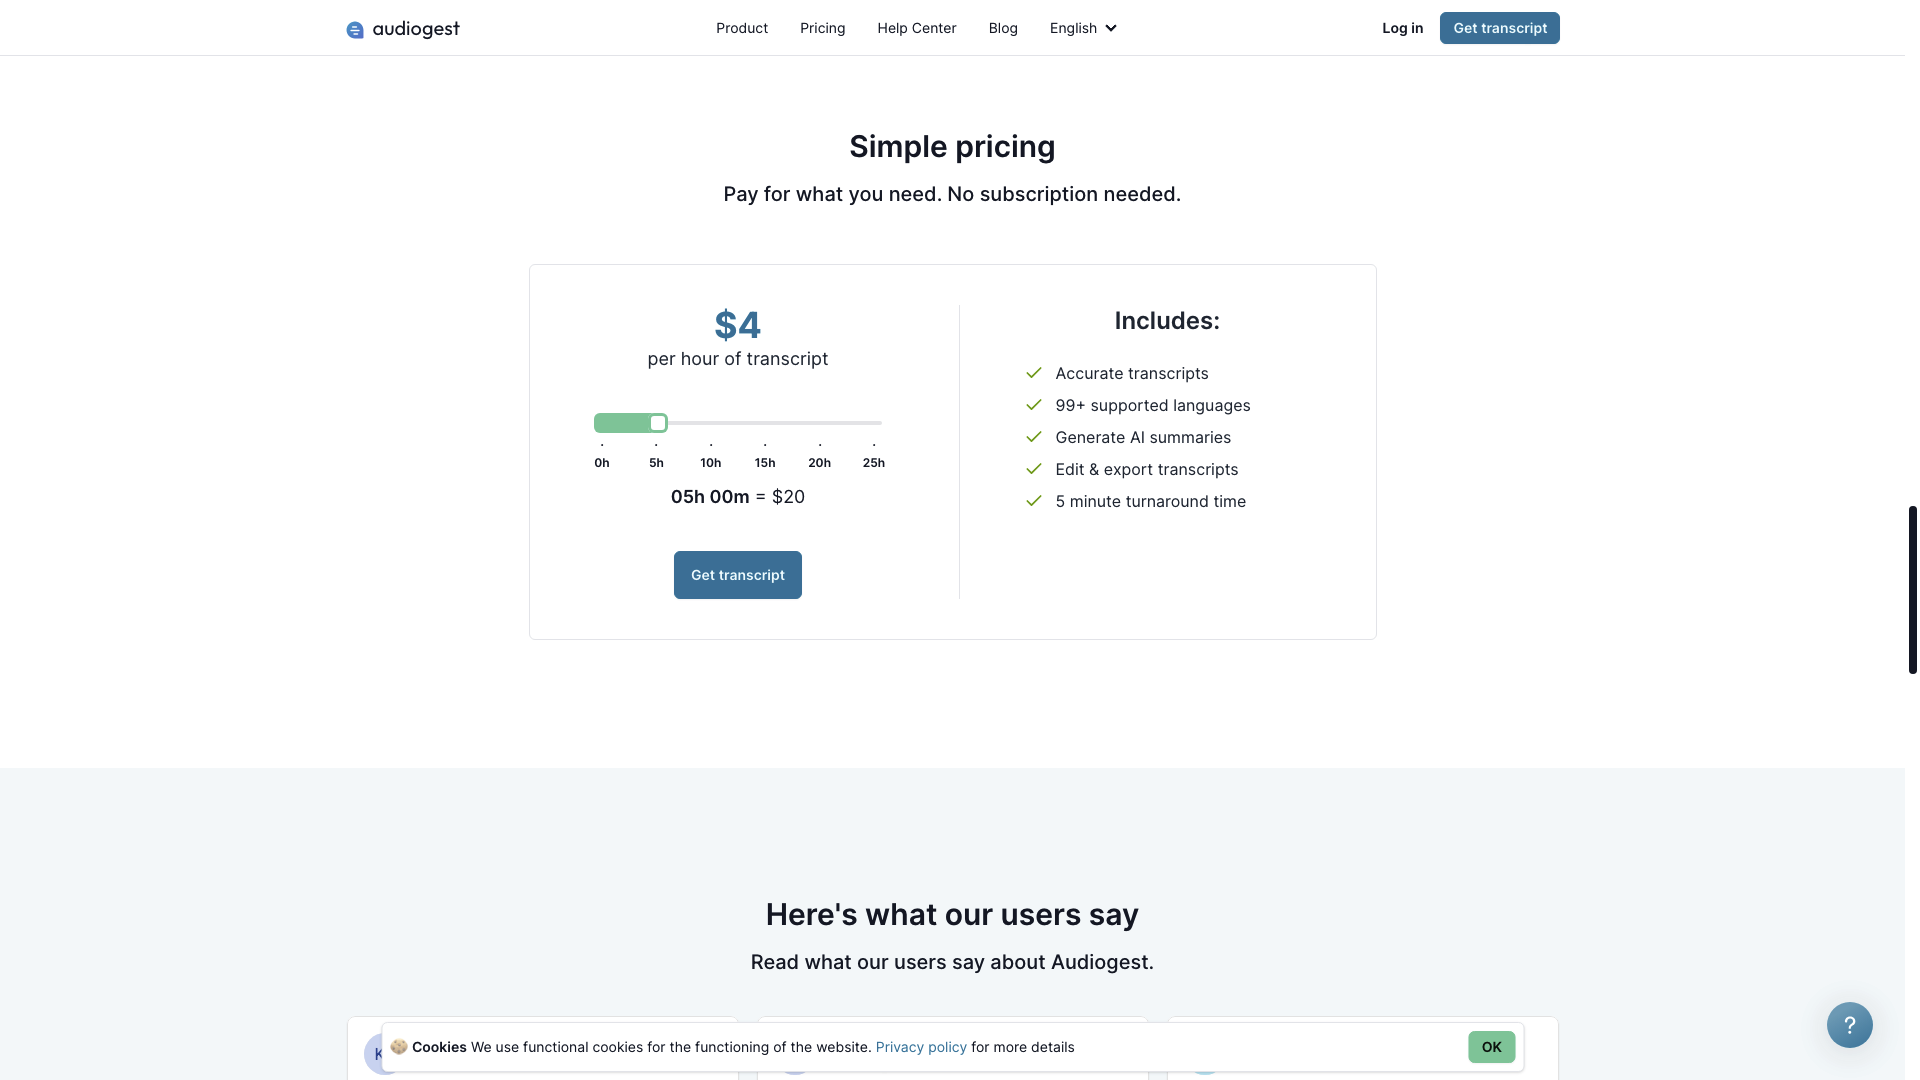 audiogest
Product
Pricing
Help Center
Blog
English
Log in
Get transcript
Simple pricing
Pay for what you need. No subscription needed.
$4
per hour of transcript
0h
5h
10h
15h
20h
25h
05h 00m = $20
Get transcript
Includes:
Accurate transcripts
99+ supported languages
Generate AI summaries
Edit & export transcripts
5 minute turnaround time
Here's what our users say
Read what our users say about Audiogest.
Cookies We use functional cookies for the functioning of the website. Privacy policy for more details
OK
?